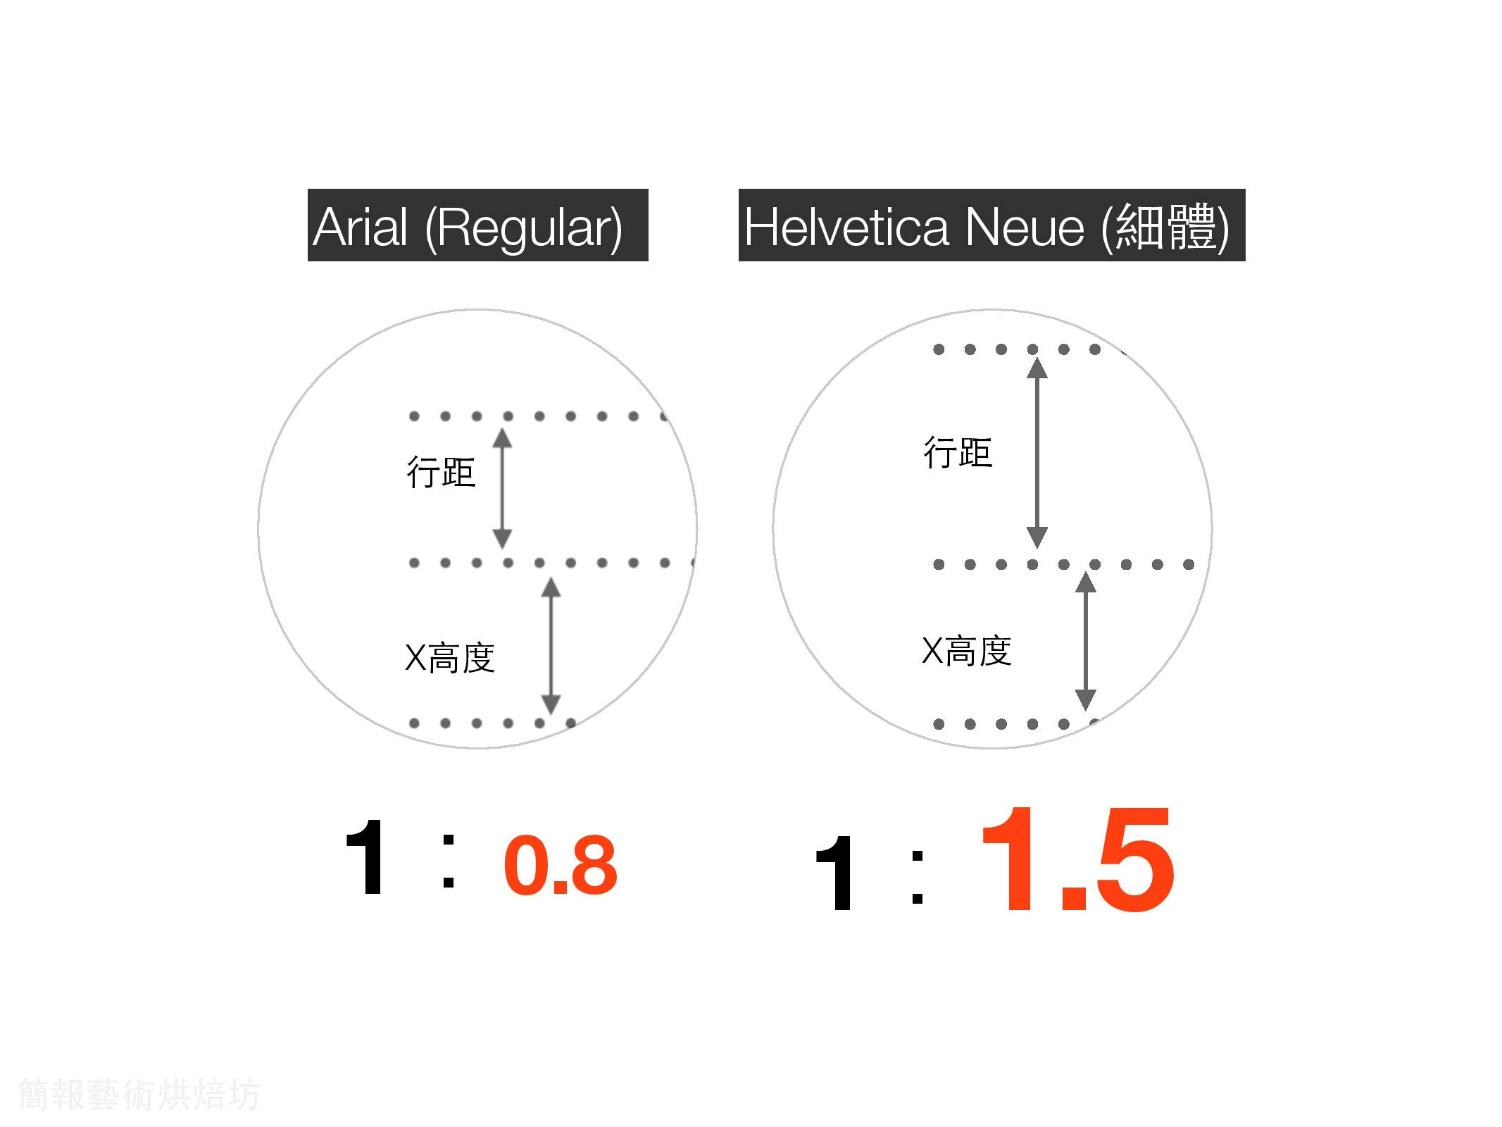 Arial (Regular)
Helvetica Neue (細體)
行距
X高度
行距
X高度
1 : 0.8
1 : 1.5
簡報藝術烘焙坊